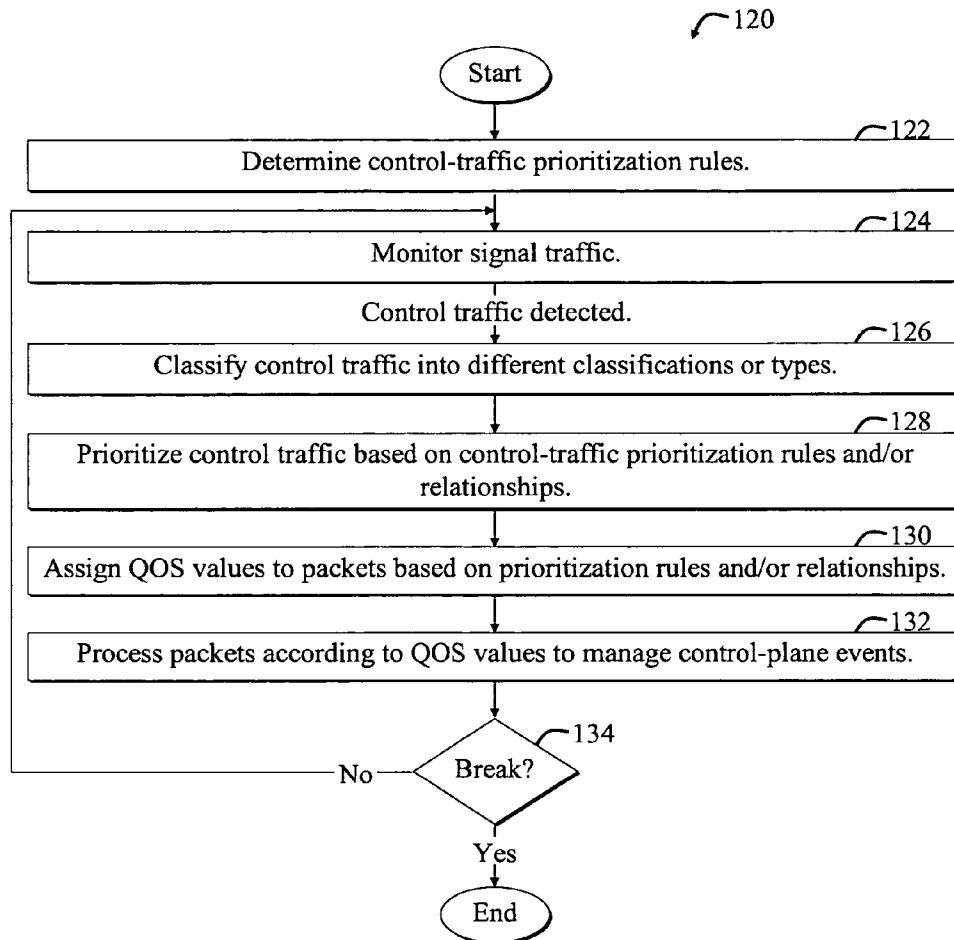 120
Start
122
Determine control-traffic prioritization rules.
124
Monitor signal traffic.
Control traffic detected.
126
Classify control traffic into different classifications or types.
128
Prioritize control traffic based on control-traffic prioritization rules and/or
relationships.
130
Assign QOS values to packets based on prioritization rules and/or relationships.
132
Process packets according to QOS values to manage control-plane events.
134
Break?
No
Yes
End